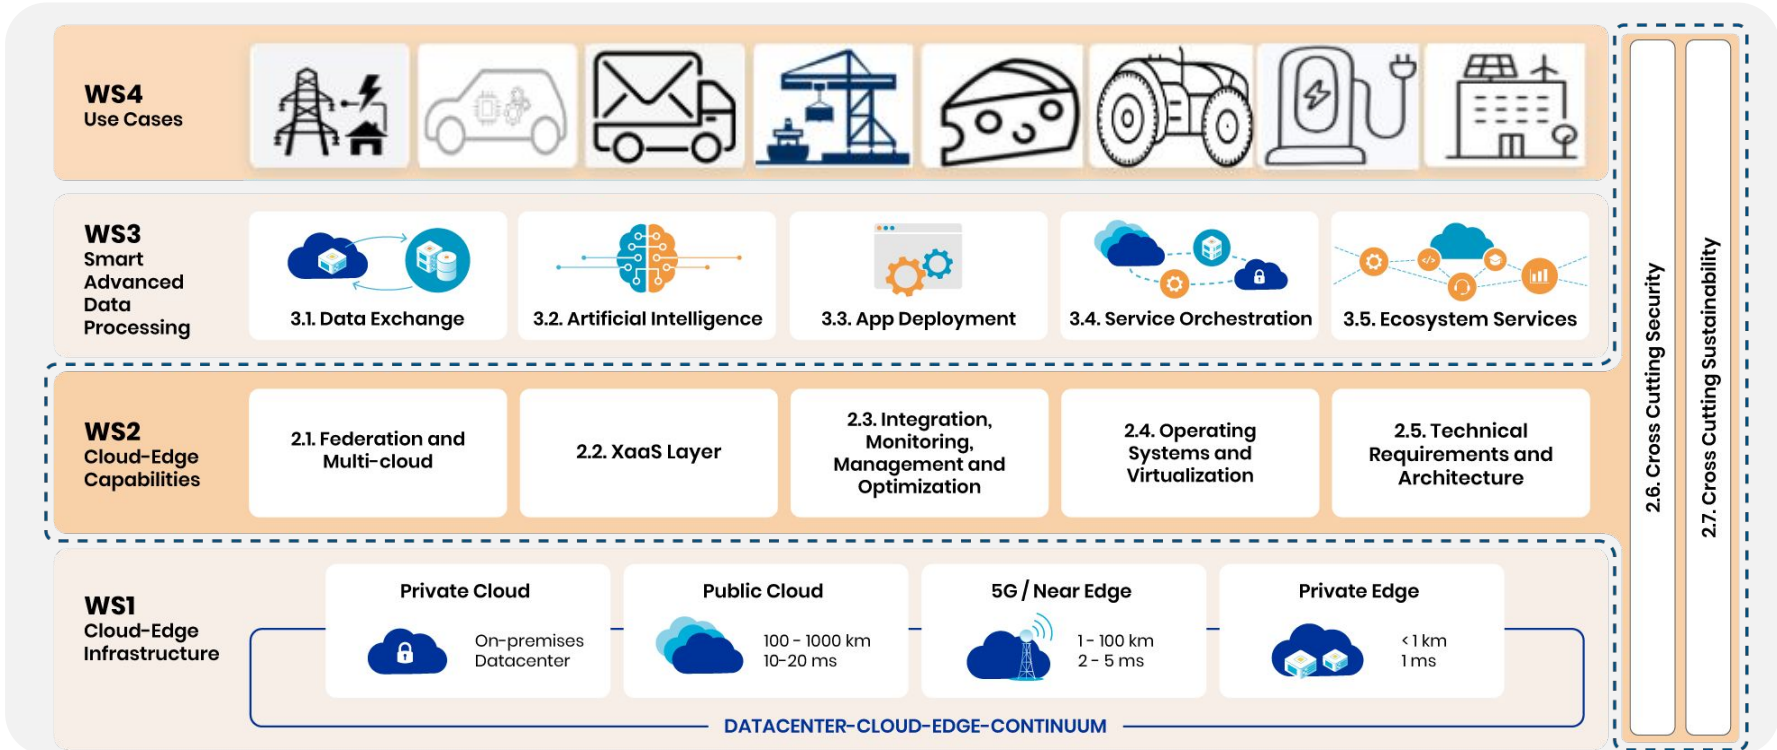 WS4
Use Cases
WS3
Smart
Advanced
Data
Processing
3.1. Data Exchange
3.2. Artificial Intelligence
3.3. App Deployment
3.4. Service Orchestration
3.5. Ecosystem Services
WS2
Cloud-Edge
Capabilities
2.1. Federation and
Multi-cloud
2.2. XaaS Layer
2.3. Integration,
Monitoring,
Management and
Optimization
2.4. Operating
Systems and
Virtualization
2.5. Technical
Requirements and
Architecture
WS1
Cloud-Edge
Infrastructure
Private Cloud
On-premises
Datacenter
Public Cloud
100 - 1000 km
10-20 ms
5G / Near Edge
1 - 100 km
2 - 5 ms
Private Edge
< 1 km
1 ms
DATACENTER-CLOUD-EDGE-CONTINUUM
2.6. Cross Cutting Security
2.7. Cross Cutting Sustainability